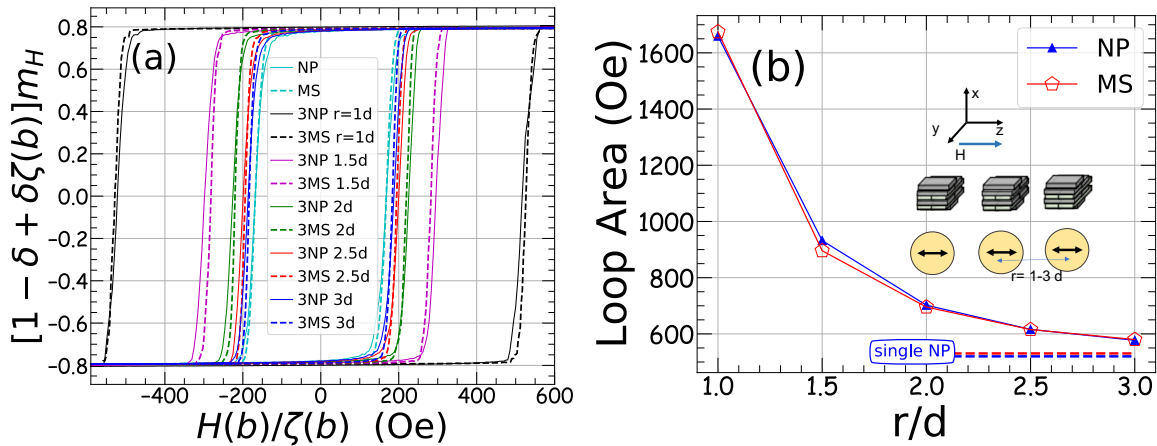 (a)
[1 − δ + δζ(b)]m_H
0.8
0.6
0.4
0.2
0.0
−0.2
−0.4
−0.6
−0.8
−400
−200
0
200
400
600
H(b)/ζ(b) (Oe)
NP
MS
3NP r=1d
3MS r=1d
3NP 1.5d
3MS 1.5d
3NP 2d
3MS 2d
3NP 2.5d
3MS 2.5d
3NP 3d
3MS 3d
(b)
Loop Area (Oe)
1600
1400
1200
1000
800
600
1.0
1.5
2.0
2.5
3.0
r/d
NP
MS
x
y
z
H
r= 1-3 d
single NP